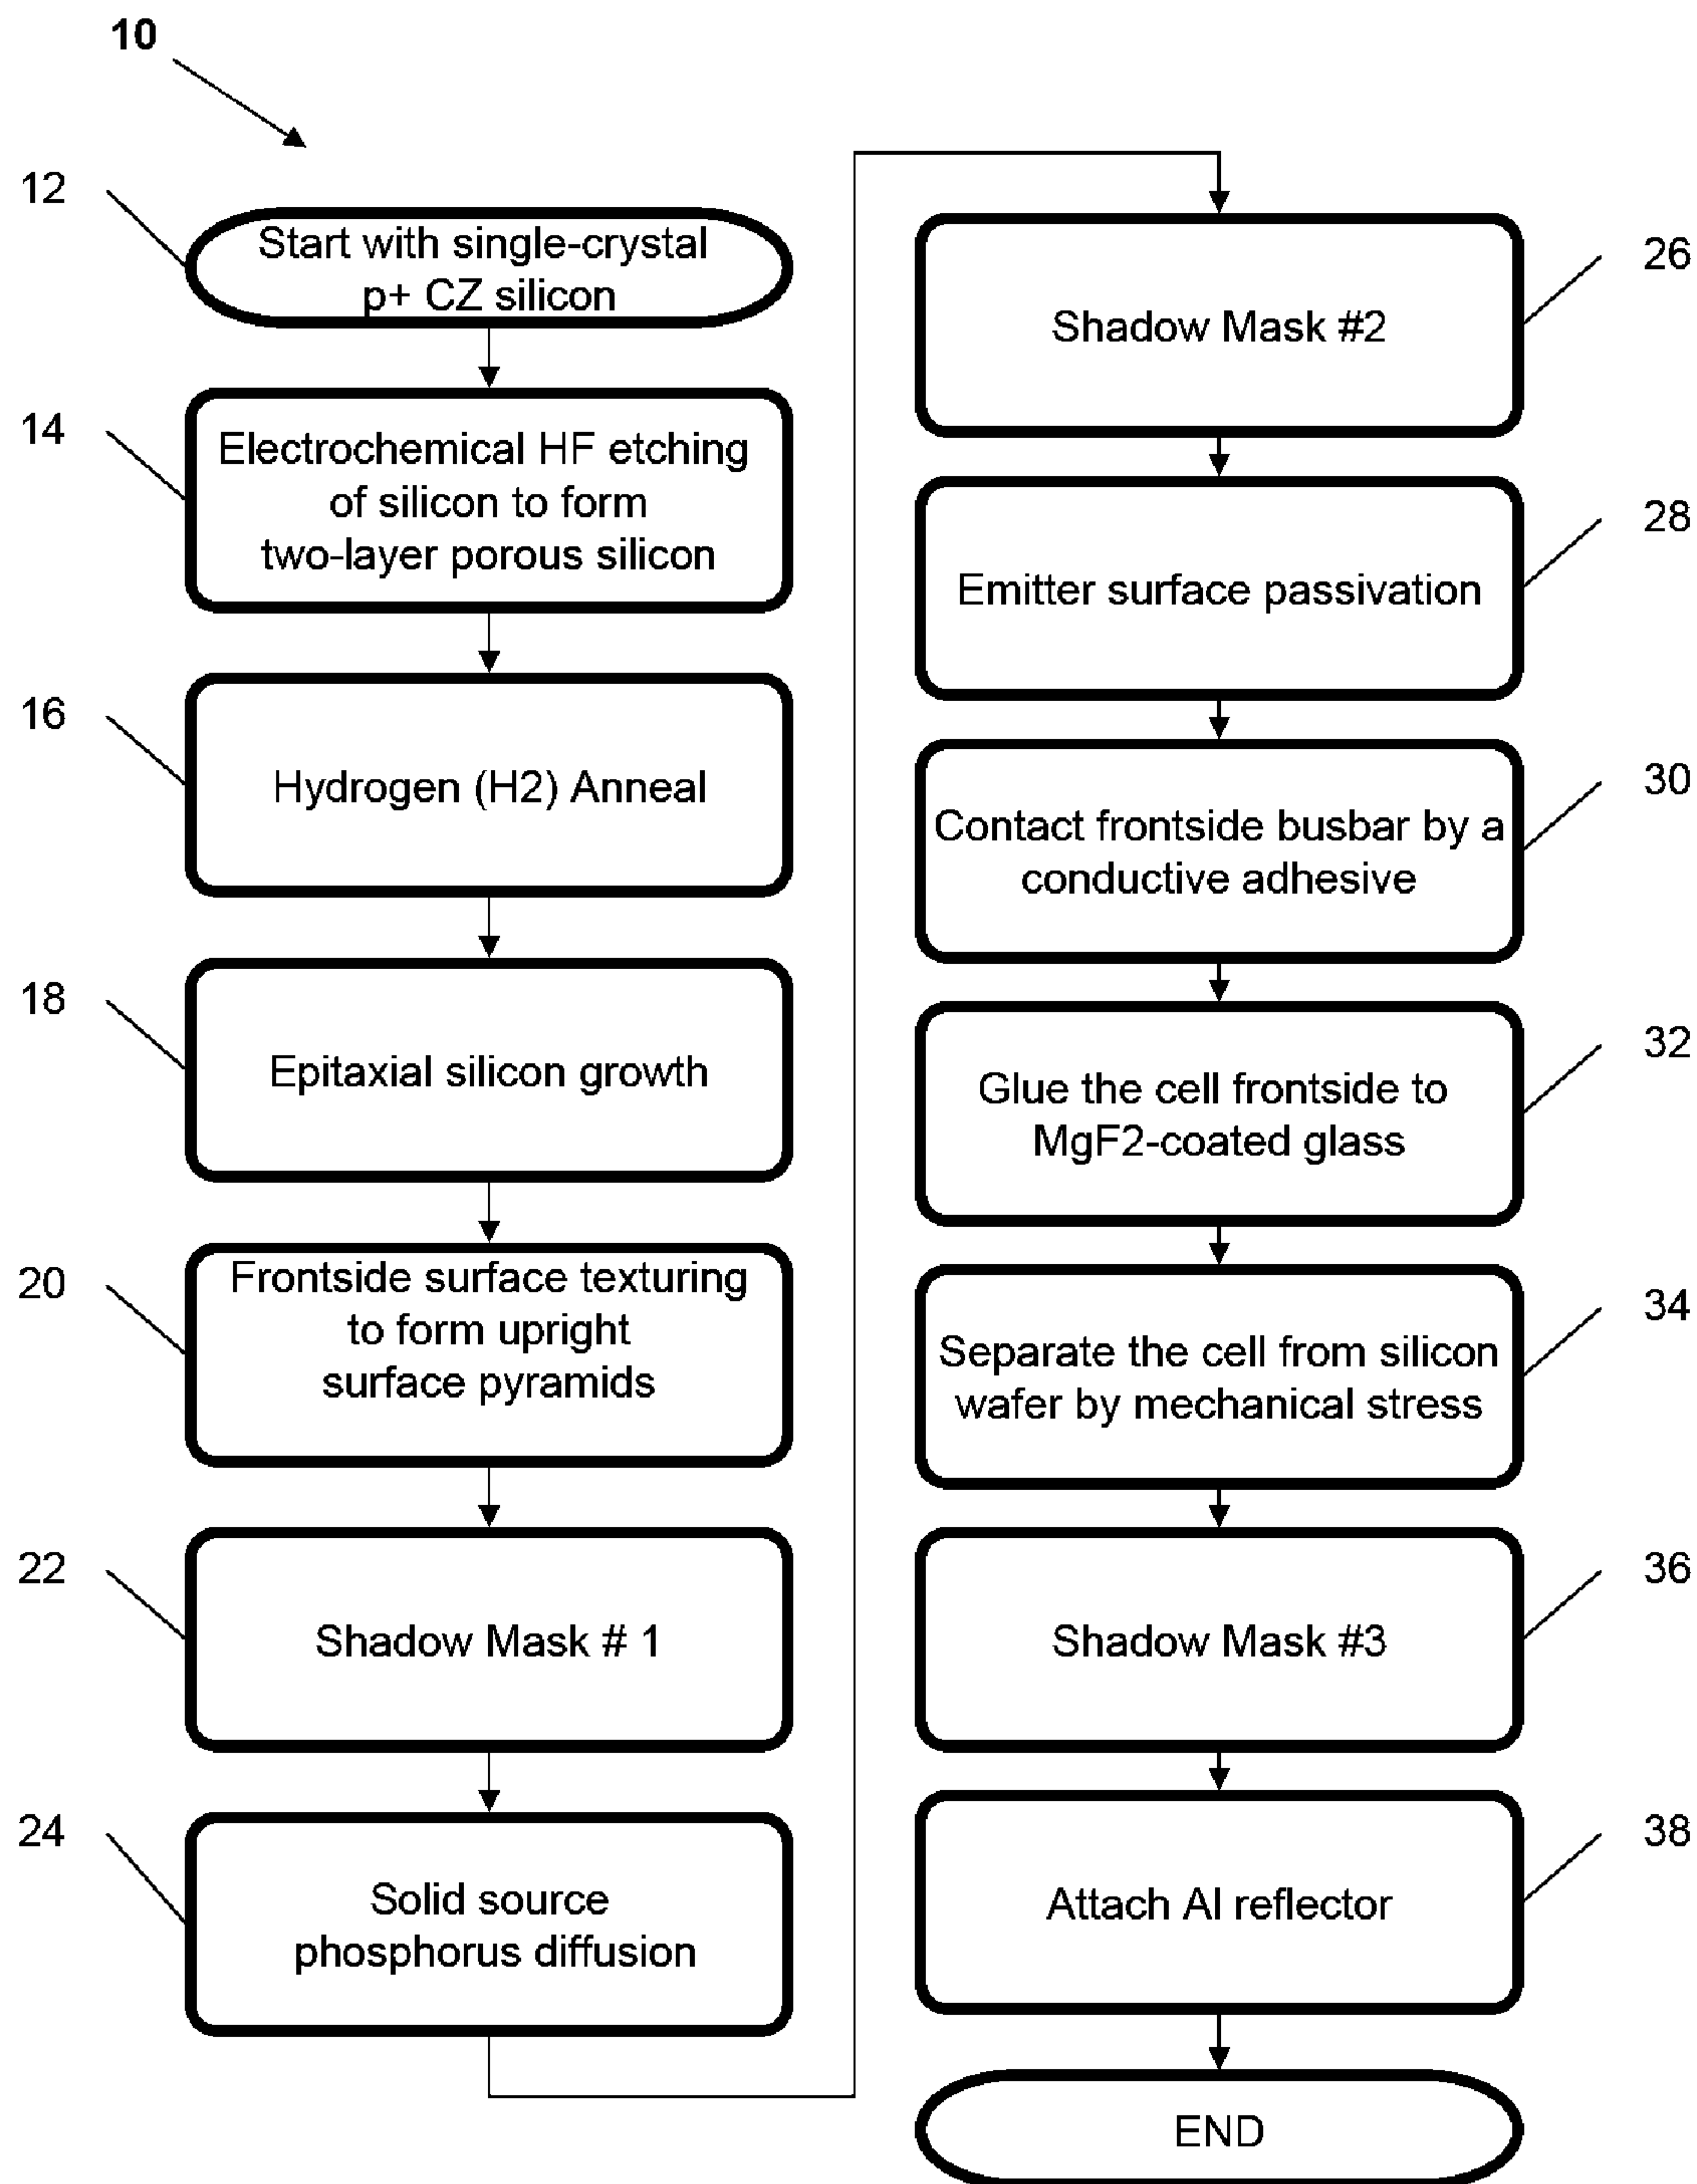 10
12
Start with single-crystal
p+ CZ silicon
14
Electrochemical HF etching
of silicon to form
two-layer porous silicon
16
Hydrogen (H2) Anneal
18
Epitaxial silicon growth
20
Frontside surface texturing
to form upright
surface pyramids
22
Shadow Mask # 1
24
Solid source
phosphorus diffusion
26
Shadow Mask #2
28
Emitter surface passivation
30
Contact frontside busbar by a
conductive adhesive
32
Glue the cell frontside to
MgF2-coated glass
34
Separate the cell from silicon
wafer by mechanical stress
36
Shadow Mask #3
38
Attach Al reflector
END